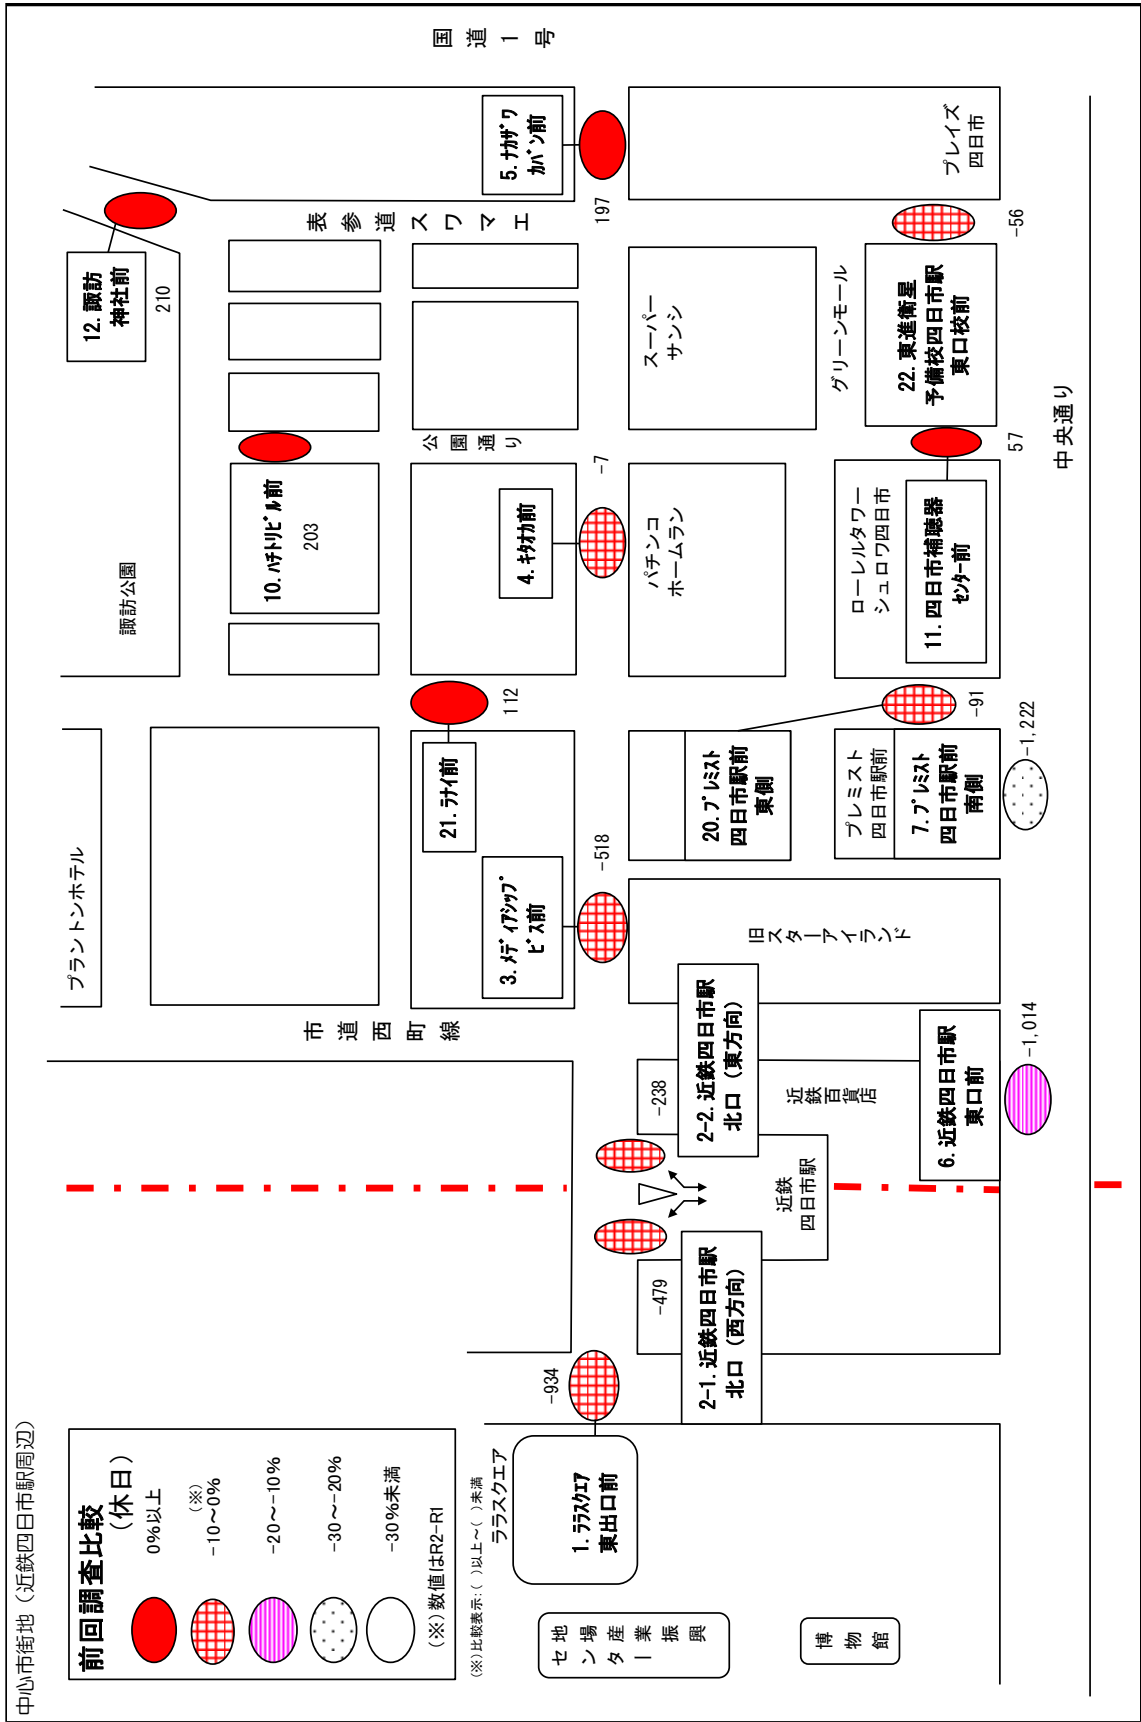 中心市街地（近鉄四日市駅周辺）
前回調査比較
（休日）
0%以上
（※）
-10～0%
-20～-10%
-30～-20%
-30%未満
（※）数値はR2-R1
（※）比較表示:（　）以上～（　）未満
ララスクエア
1. ララスクエア
東出口前
-934
地場産業振興
センター
博物館
2-1. 近鉄四日市駅
北口（西方向）
-479
近鉄
四日市駅
2-2. 近鉄四日市駅
北口（東方向）
-238
近鉄
百貨店
6. 近鉄四日市駅
東口前
-1,014
市道西町線
プラントンホテル
3. メディアシップ
ビス前
-518
旧スターアイランド
21. ラナイ前
112
20. プレミスト
四日市駅前
東側
-91
プレミスト
四日市駅前
7. プレミスト
四日市駅前
南側
-1,222
諏訪公園
10. ハチトリビル前
203
公園通り
4. キタオカ前
-7
パチンコ
ホームラン
ローレルタワー
シュロワ四日市
11. 四日市補聴器
センター前
57
12. 諏訪
神社前
210
表参道スワマエ
スーパー
サンシ
グリーンモール
22. 東進衛星
予備校四日市駅
東口校前
-56
5. ナカザワ
カバン前
197
プレイズ
四日市
国道1号
中央通り